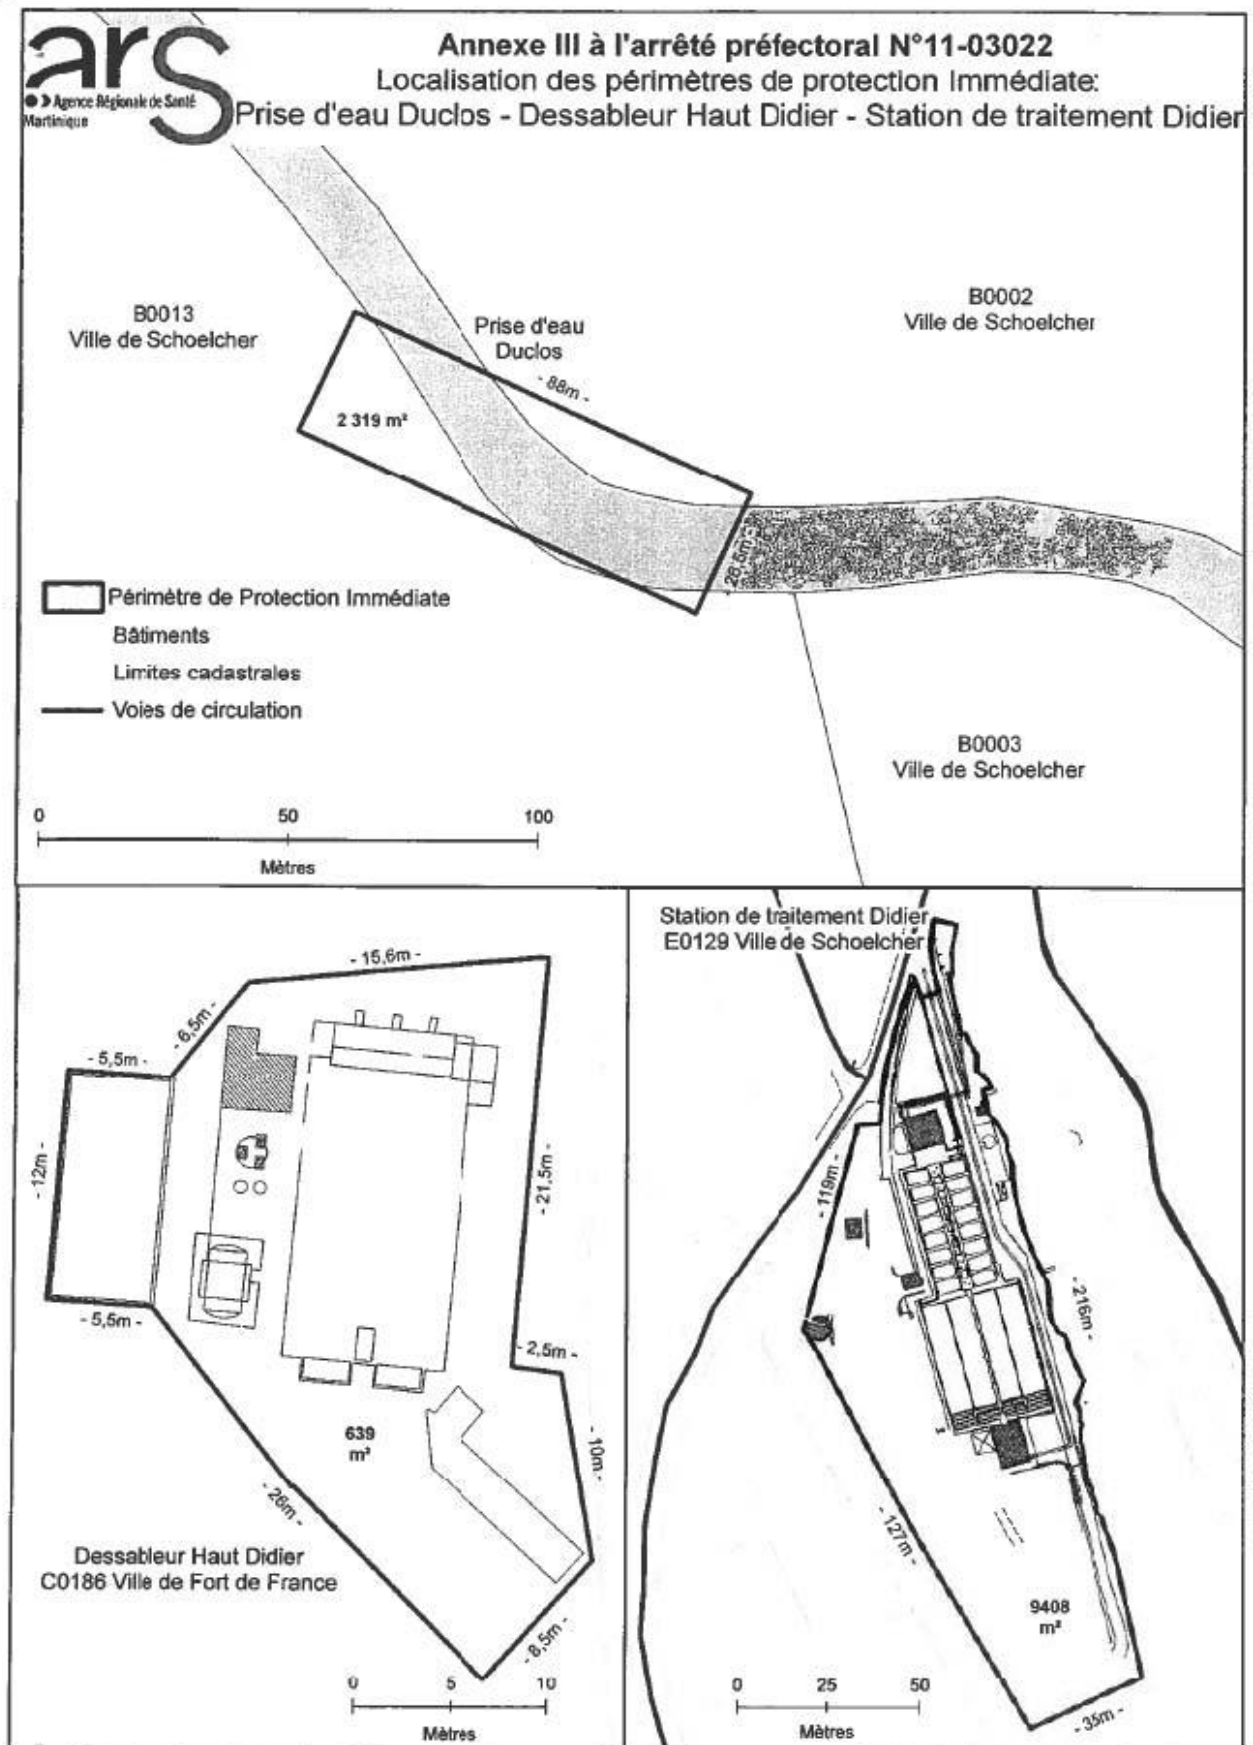 ars
Agence Régionale de Santé
Martinique
Annexe III à l'arrêté préfectoral N°11-03022
Localisation des périmètres de protection Immédiate:
Prise d'eau Duclos - Dessableur Haut Didier - Station de traitement Didier
B0013
Ville de Schoelcher
Prise d'eau
Duclos
B0002
Ville de Schoelcher
- 88m -
2 319 m²
Périmètre de Protection Immédiate
Bâtiments
Limites cadastrales
Voies de circulation
B0003
Ville de Schoelcher
0 50 100
Mètres
- 15,6m -
- 6,5m -
- 5,5m -
- 12m -
- 21,5m -
- 5,5m -
- 2,5m -
639
m²
- 10m -
- 26m -
Dessableur Haut Didier
C0186 Ville de Fort de France
- 8,5m -
0 5 10
Mètres
Station de traitement Didier
E0129 Ville de Schoelcher
- 119m -
- 216m -
- 127m -
9408
m²
- 35m -
0 25 50
Mètres